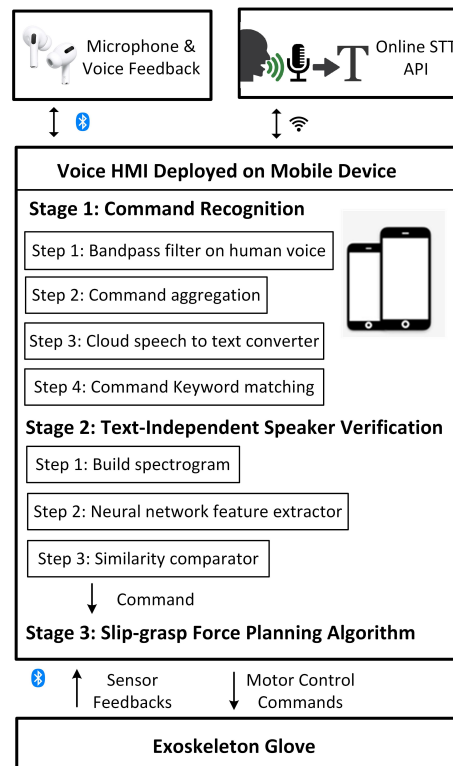 Microphone &
Voice Feedback
T
Online STT
API
Voice HMI Deployed on Mobile Device
Stage 1: Command Recognition
Step 1: Bandpass filter on human voice
Step 2: Command aggregation
Step 3: Cloud speech to text converter
Step 4: Command Keyword matching
Stage 2: Text-Independent Speaker Verification
Step 1: Build spectrogram
Step 2: Neural network feature extractor
Step 3: Similarity comparator
Command
Stage 3: Slip-grasp Force Planning Algorithm
Sensor
Feedbacks
Motor Control
Commands
Exoskeleton Glove